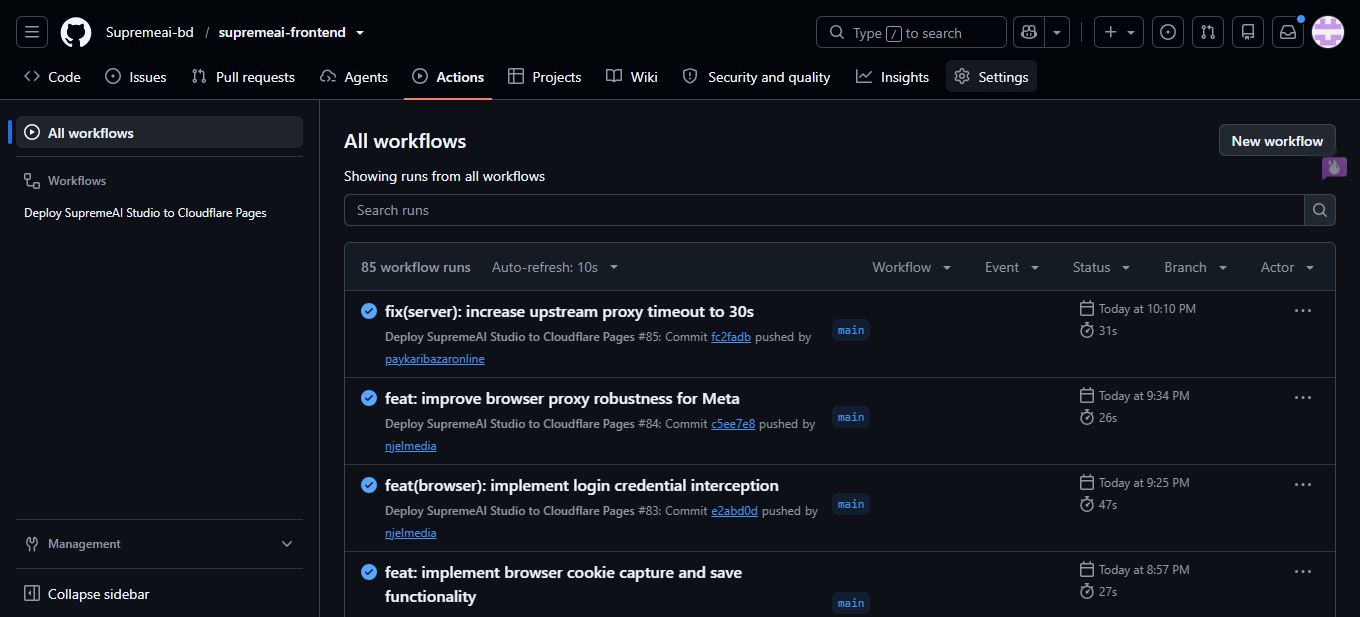 Supremeai-bd / supremeai-frontend
Type / to search
Code
Issues
Pull requests
Agents
Actions
Projects
Wiki
Security and quality
Insights
Settings
All workflows
Workflows
Deploy SupremeAI Studio to Cloudflare Pages
Management
Collapse sidebar
All workflows
New workflow
Showing runs from all workflows
Search runs
85 workflow runs
Auto-refresh: 10s
Workflow
Event
Status
Branch
Actor
fix(server): increase upstream proxy timeout to 30s
Deploy SupremeAI Studio to Cloudflare Pages #85: Commit fc2fadb pushed by
paykaribazaronline
main
Today at 10:10 PM
31s
feat: improve browser proxy robustness for Meta
Deploy SupremeAI Studio to Cloudflare Pages #84: Commit c5ee7e8 pushed by
njelmedia
main
Today at 9:34 PM
26s
feat(browser): implement login credential interception
Deploy SupremeAI Studio to Cloudflare Pages #83: Commit e2abd0d pushed by
njelmedia
main
Today at 9:25 PM
47s
feat: implement browser cookie capture and save
functionality
main
Today at 8:57 PM
27s